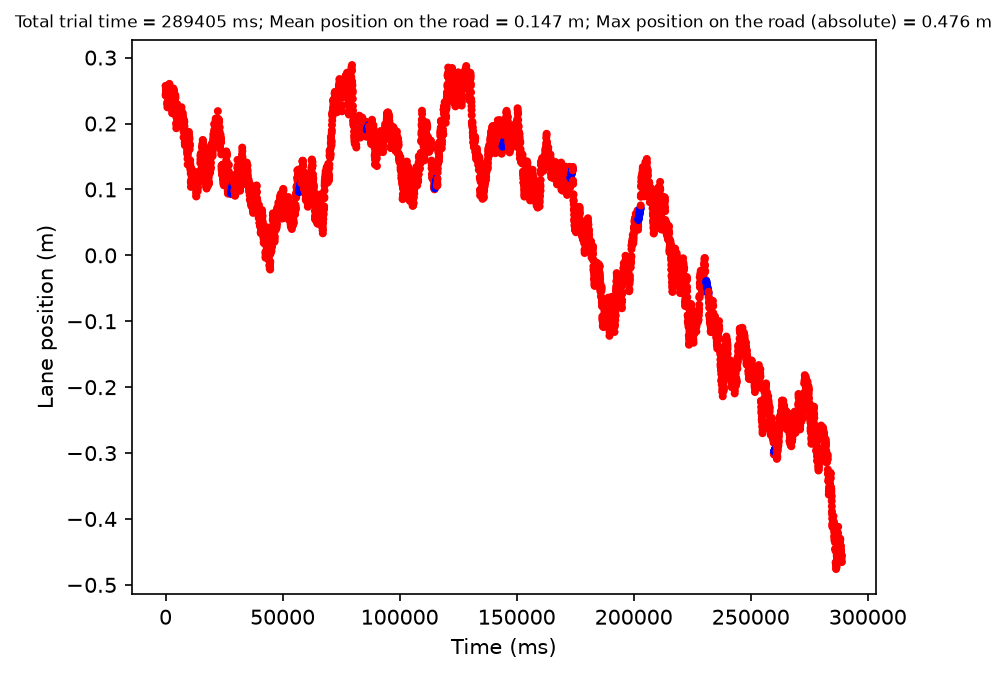 Total trial time = 289405 ms; Mean position on the road = 0.147 m; Max position on the road (absolute) = 0.476 m
0.3
0.2
0.1
0.0
−0.1
−0.2
−0.3
−0.4
−0.5
Lane position (m)
0 50000 100000 150000 200000 250000 300000
Time (ms)